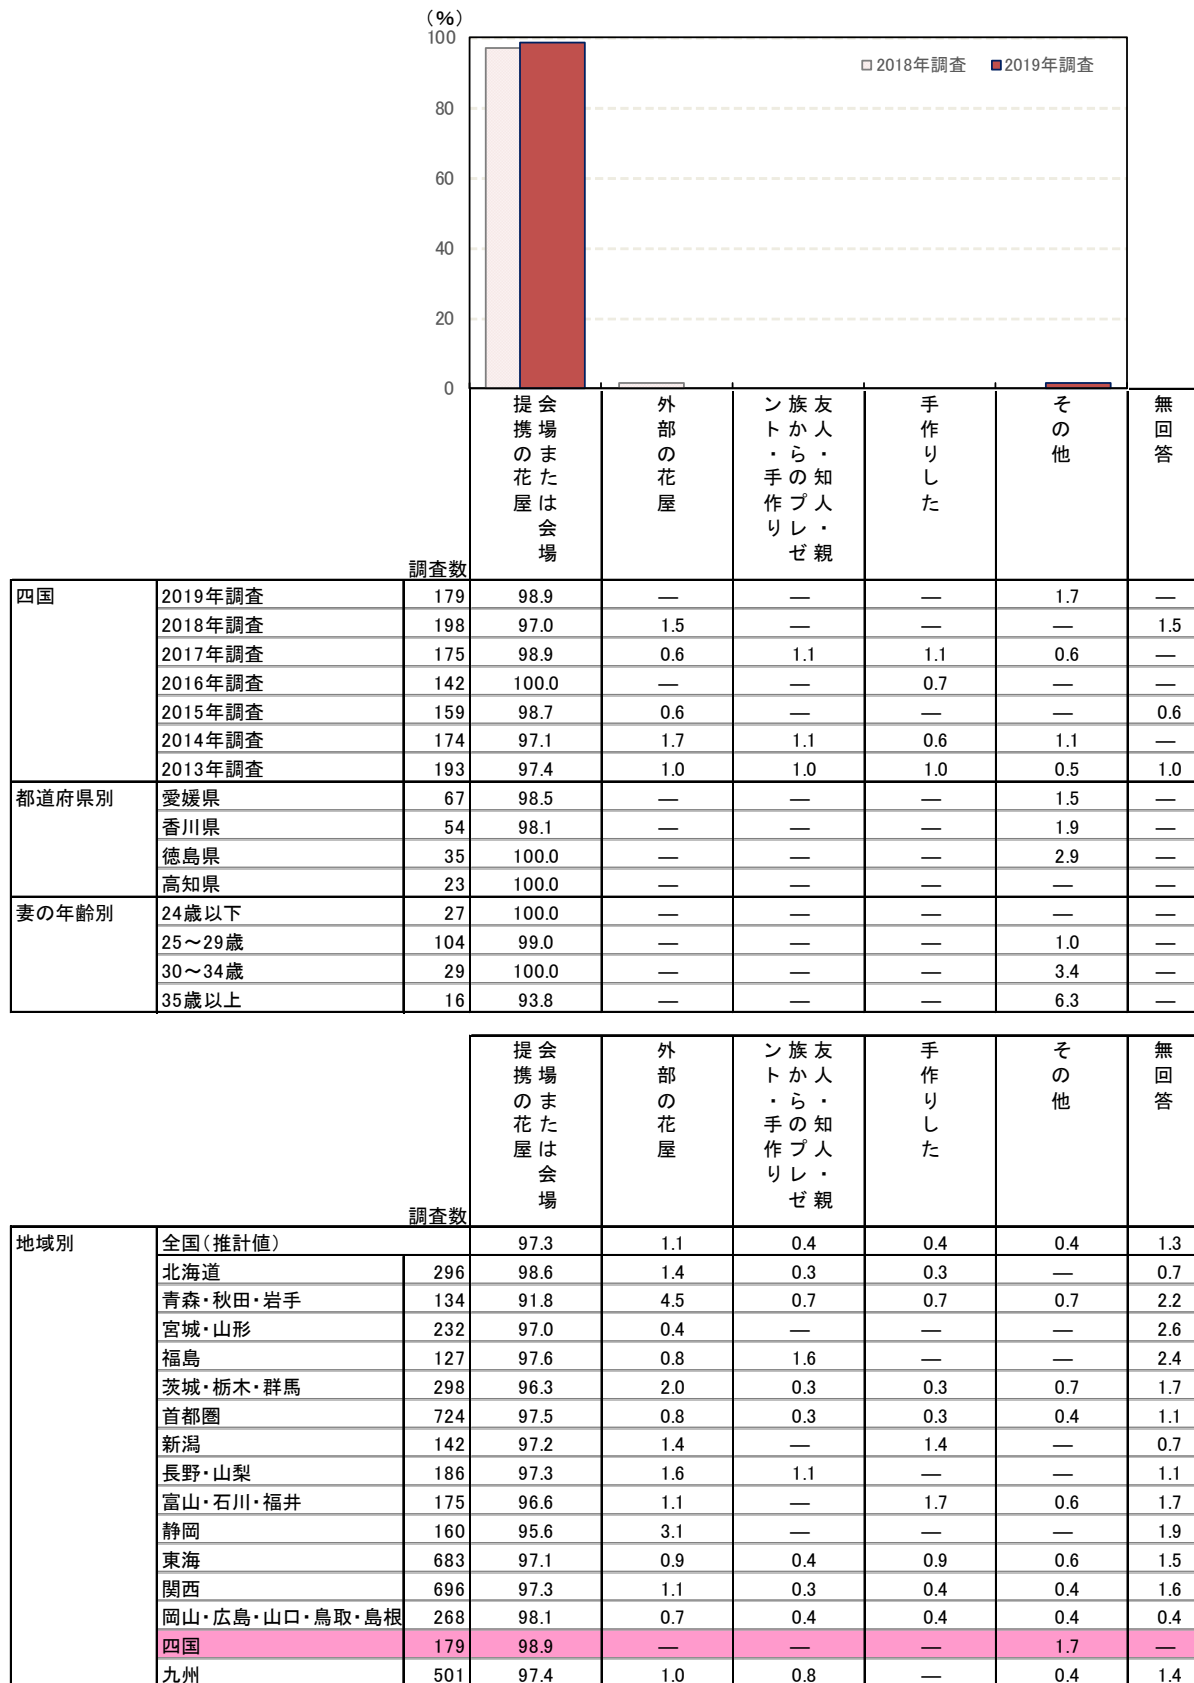 （%）
100
80
60
40
20
0
□2018年調査 ■2019年調査
調査数 会場または会場提携の花屋 外部の花屋 友人・知人・親族からのプレゼント・手作り 手作りした その他 無回答
四国 2019年調査 179 98.9 ― ― ― 1.7 ―
2018年調査 198 97.0 1.5 ― ― ― 1.5
2017年調査 175 98.9 0.6 1.1 1.1 0.6 ―
2016年調査 142 100.0 ― ― 0.7 ― ―
2015年調査 159 98.7 0.6 ― ― ― 0.6
2014年調査 174 97.1 1.7 1.1 0.6 1.1 ―
2013年調査 193 97.4 1.0 1.0 1.0 0.5 1.0
都道府県別 愛媛県 67 98.5 ― ― ― 1.5 ―
香川県 54 98.1 ― ― ― 1.9 ―
徳島県 35 100.0 ― ― ― 2.9 ―
高知県 23 100.0 ― ― ― ― ―
妻の年齢別 24歳以下 27 100.0 ― ― ― ― ―
25～29歳 104 99.0 ― ― ― 1.0 ―
30～34歳 29 100.0 ― ― ― 3.4 ―
35歳以上 16 93.8 ― ― ― 6.3 ―
調査数 会場または会場提携の花屋 外部の花屋 友人・知人・親族からのプレゼント・手作り 手作りした その他 無回答
地域別 全国（推計値） 97.3 1.1 0.4 0.4 0.4 1.3
北海道 296 98.6 1.4 0.3 0.3 ― 0.7
青森・秋田・岩手 134 91.8 4.5 0.7 0.7 0.7 2.2
宮城・山形 232 97.0 0.4 ― ― ― 2.6
福島 127 97.6 0.8 1.6 ― ― 2.4
茨城・栃木・群馬 298 96.3 2.0 0.3 0.3 0.7 1.7
首都圏 724 97.5 0.8 0.3 0.3 0.4 1.1
新潟 142 97.2 1.4 ― 1.4 ― 0.7
長野・山梨 186 97.3 1.6 1.1 ― ― 1.1
富山・石川・福井 175 96.6 1.1 ― 1.7 0.6 1.7
静岡 160 95.6 3.1 ― ― ― 1.9
東海 683 97.1 0.9 0.4 0.9 0.6 1.5
関西 696 97.3 1.1 0.3 0.4 0.4 1.6
岡山・広島・山口・鳥取・島根 268 98.1 0.7 0.4 0.4 0.4 0.4
四国 179 98.9 ― ― ― 1.7 ―
九州 501 97.4 1.0 0.8 ― 0.4 1.4